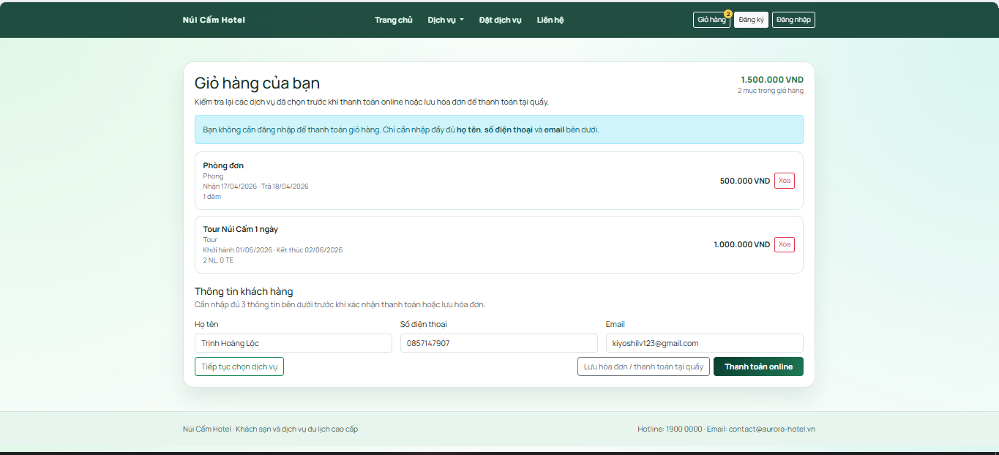 Núi Cấm Hotel
Trang chủ
Dịch vụ
Đặt dịch vụ
Liên hệ
Giỏ hàng
2
Đăng ký
Đăng nhập
Giỏ hàng của bạn
1.500.000 VND
2 mục trong giỏ hàng
Kiểm tra lại các dịch vụ đã chọn trước khi thanh toán online hoặc lưu hóa đơn để thanh toán tại quầy.
Bạn không cần đăng nhập để thanh toán giỏ hàng. Chỉ cần nhập đầy đủ họ tên, số điện thoại và email bên dưới.
Phòng đơn
Phong
Nhận 17/04/2026 · Trả 18/04/2026
1 đêm
500.000 VND
Xóa
Tour Núi Cấm 1 ngày
Tour
Khởi hành 01/06/2026 · Kết thúc 02/06/2026
2 NL, 0 TE
1.000.000 VND
Xóa
Thông tin khách hàng
Cần nhập đủ 3 thông tin bên dưới trước khi xác nhận thanh toán hoặc lưu hóa đơn.
Họ tên
Số điện thoại
Email
Trịnh Hoàng Lộc
0857147907
kiyoshilv123@gmail.com
Tiếp tục chọn dịch vụ
Lưu hóa đơn / thanh toán tại quầy
Thanh toán online
Núi Cấm Hotel · Khách sạn và dịch vụ du lịch cao cấp
Hotline: 1900 0000 · Email: contact@aurora-hotel.vn